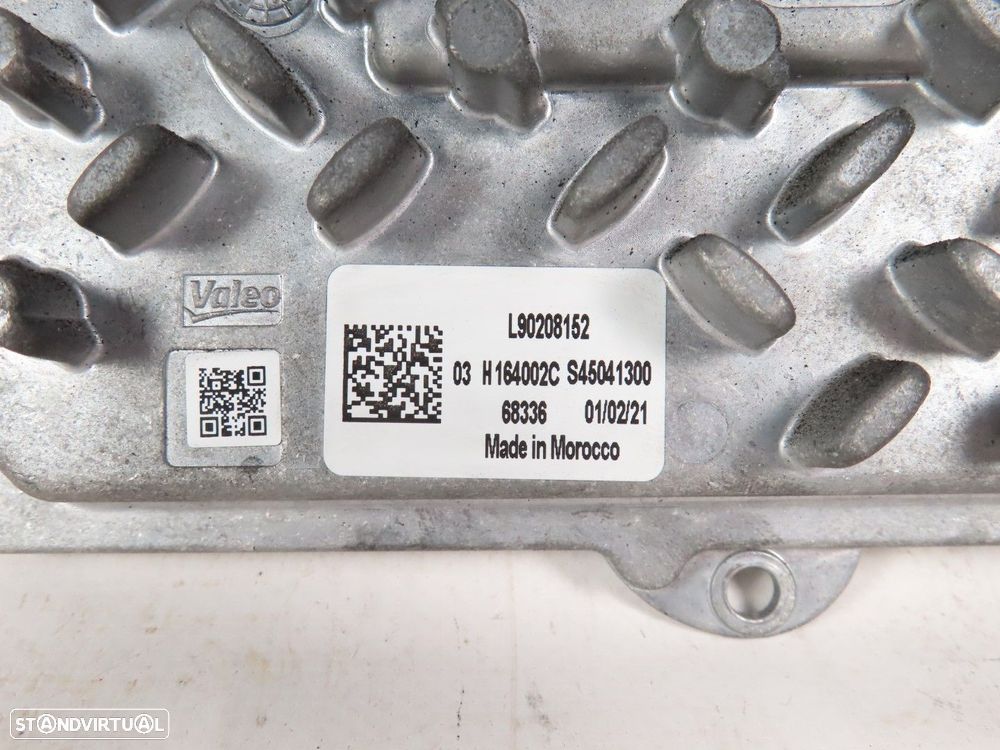 Valeo
L90208152
03 H164002C S45041300
68336 01/02/21
Made in Morocco
STANDVIRTUAL